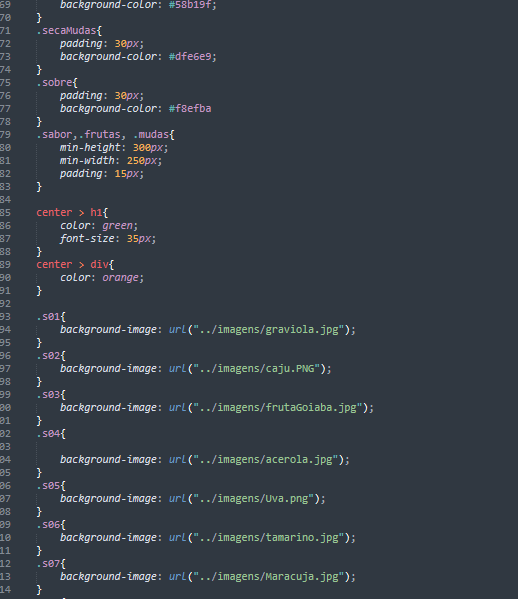 69 background-color: #58b19f;
70 }
71 .secaMudas{
72 padding: 30px;
73 background-color: #dfe6e9;
74 }
75 .sobre{
76 padding: 30px;
77 background-color: #f8efba
78 }
79 .sabor,.frutas, .mudas{
80 min-height: 300px;
81 min-width: 250px;
82 padding: 15px;
83 }
84
85 center > h1{
86 color: green;
87 font-size: 35px;
88 }
89 center > div{
90 color: orange;
91 }
92
93 .s01{
94 background-image: url("../imagens/graviola.jpg");
95 }
96 .s02{
97 background-image: url("../imagens/caju.PNG");
98 }
99 .s03{
00 background-image: url("../imagens/frutaGoiaba.jpg");
01 }
02 .s04{
03
04 background-image: url("../imagens/acerola.jpg");
05 }
06 .s05{
07 background-image: url("../imagens/Uva.png");
08 }
09 .s06{
10 background-image: url("../imagens/tamarino.jpg");
11 }
12 .s07{
13 background-image: url("../imagens/Maracuja.jpg");
14 }